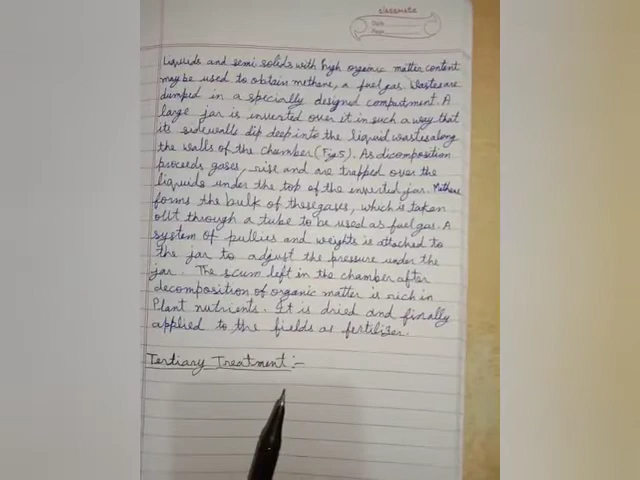 classmate
Date
Page
Liquids and semi solids with high organic matter content
may be used to obtain methane, a fuel gas. Wastes are
dumped in a specially designed compartment. A
large jar is inverted over it in such a way that
its sidewalls dip deep into the liquid wastes along
the walls of the chamber (Fig 5). As dicomposition
proceeds gases, rise and are trapped over the
liquids under the top of the inverted jar. Methane
forms the bulk of these gases, which is taken
out through a tube to be used as fuel gas. A
system of pullies and weights is attached to
the jar to adjust the pressure under the
jar. The scum left in the chamber after
decomposition of organic matter is rich in
Plant nutrients. It is dried and finally
applied to the fields as fertilizer.
Tertiary Treatment :-